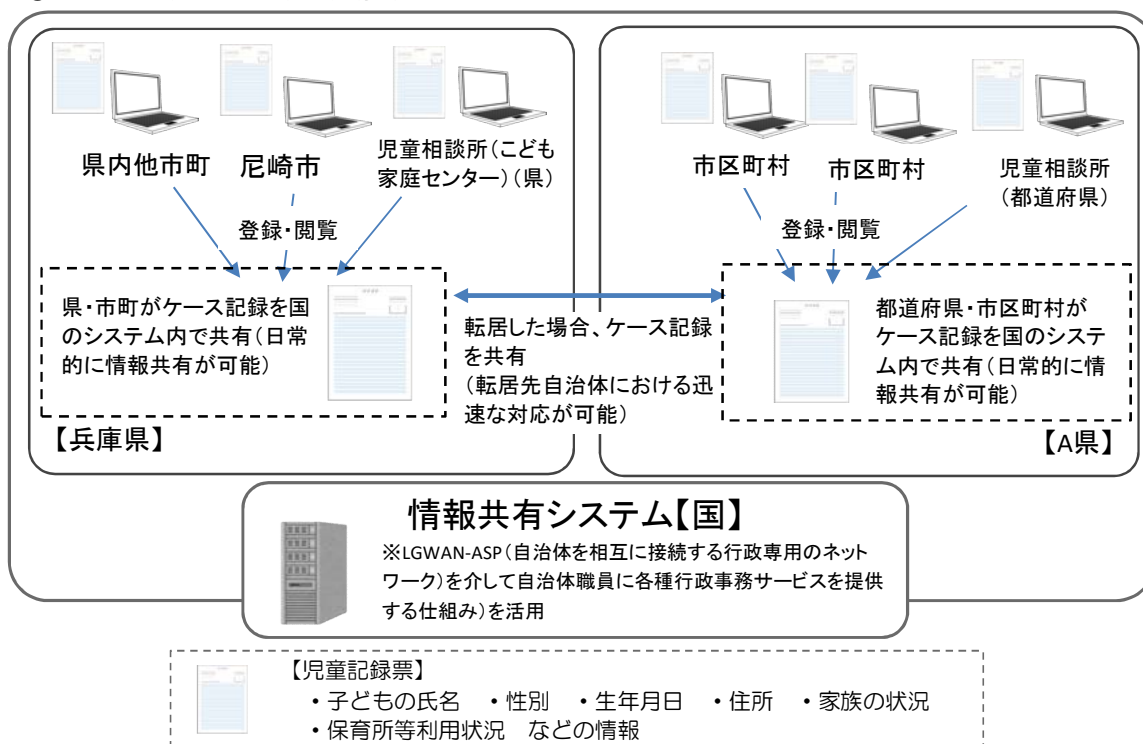 県内他市町
尼崎市
児童相談所(こども
家庭センター)(県)
登録・閲覧
県・市町がケース記録を国
のシステム内で共有(日常
的に情報共有が可能)
【兵庫県】
転居した場合、ケース記録
を共有
(転居先自治体における迅
速な対応が可能)
市区町村
市区町村
児童相談所
(都道府県)
登録・閲覧
都道府県・市区町村が
ケース記録を国のシステ
ム内で共有(日常的に情
報共有が可能)
【A県】
情報共有システム【国】
※LGWAN-ASP(自治体を相互に接続する行政専用のネット
ワーク)を介して自治体職員に各種行政事務サービスを提供
する仕組み)を活用
【児童記録票】
・子どもの氏名 ・性別 ・生年月日 ・住所 ・家族の状況
・保育所等利用状況 などの情報